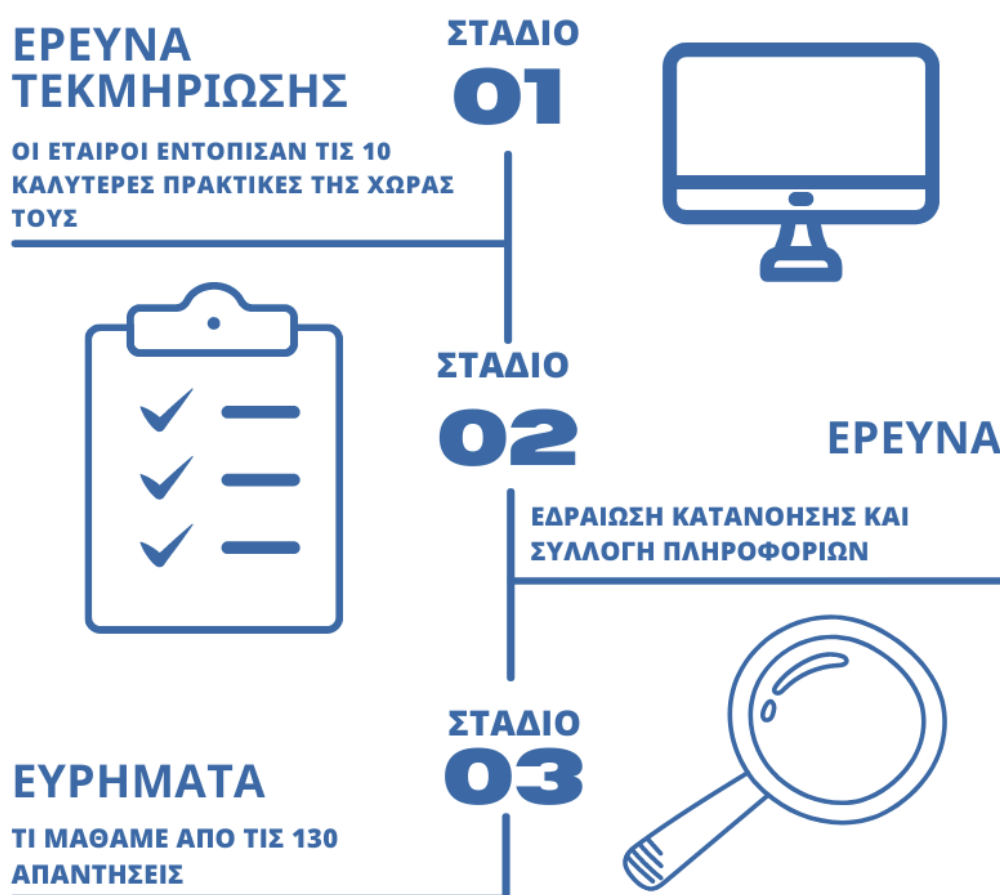 ΣΤΑΔΙΟ
01
ΕΡΕΥΝΑ
ΤΕΚΜΗΡΙΩΣΗΣ
ΟΙ ΕΤΑΙΡΟΙ ΕΝΤΟΠΙΣΑΝ ΤΙΣ 10
ΚΑΛΥΤΕΡΕΣ ΠΡΑΚΤΙΚΕΣ ΤΗΣ ΧΩΡΑΣ
ΤΟΥΣ
ΣΤΑΔΙΟ
02
ΕΡΕΥΝΑ
ΕΔΡΑΙΩΣΗ ΚΑΤΑΝΟΗΣΗΣ ΚΑΙ
ΣΥΛΛΟΓΗ ΠΛΗΡΟΦΟΡΙΩΝ
ΣΤΑΔΙΟ
03
ΕΥΡΗΜΑΤΑ
ΤΙ ΜΑΘΑΜΕ ΑΠΟ ΤΙΣ 130
ΑΠΑΝΤΗΣΕΙΣ